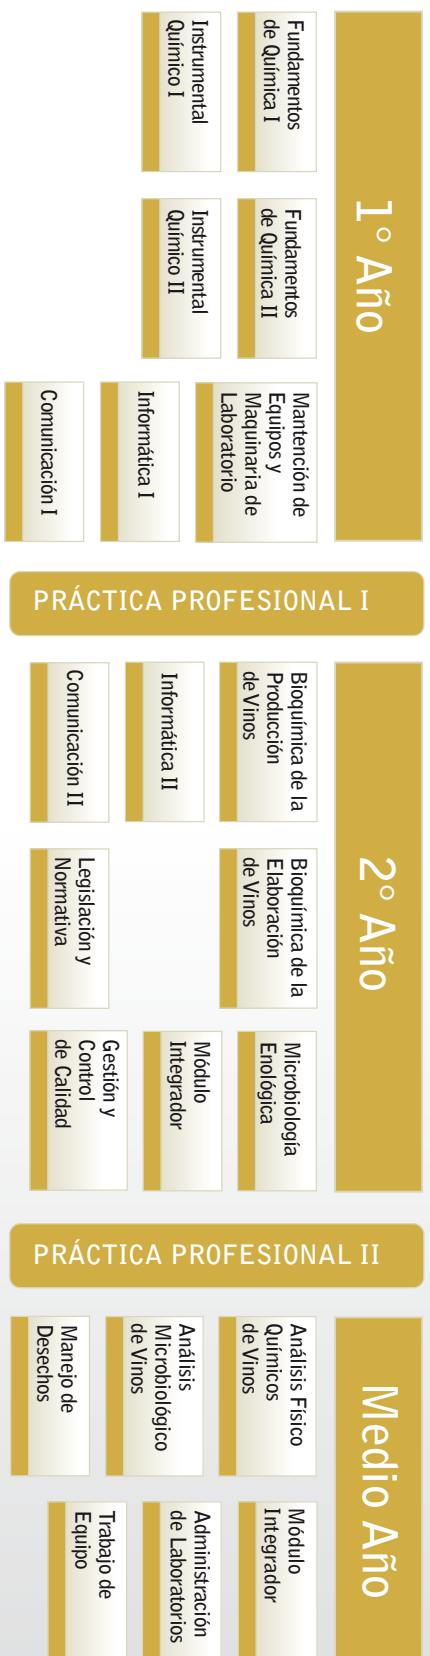 1° Año
Fundamentos
de Química I
Instrumental
Químico I
Fundamentos
de Química II
Instrumental
Químico II
Mantención de
Equipos y
Maquinaria de
Laboratorio
Informática I
Comunicación I
PRÁCTICA PROFESIONAL I
2° Año
Bioquímica de la
Producción
de Vinos
Informática II
Comunicación II
Bioquímica de la
Elaboración
de Vinos
Legislación y
Normativa
Microbiología
Enológica
Módulo
Integrador
Gestión y
Control
de Calidad
PRÁCTICA PROFESIONAL II
Medio Año
Análisis Físico
Químicos
de Vinos
Análisis
Microbiológico
de Vinos
Manejo de
Desechos
Módulo
Integrador
Administración
de Laboratorios
Trabajo de
Equipo